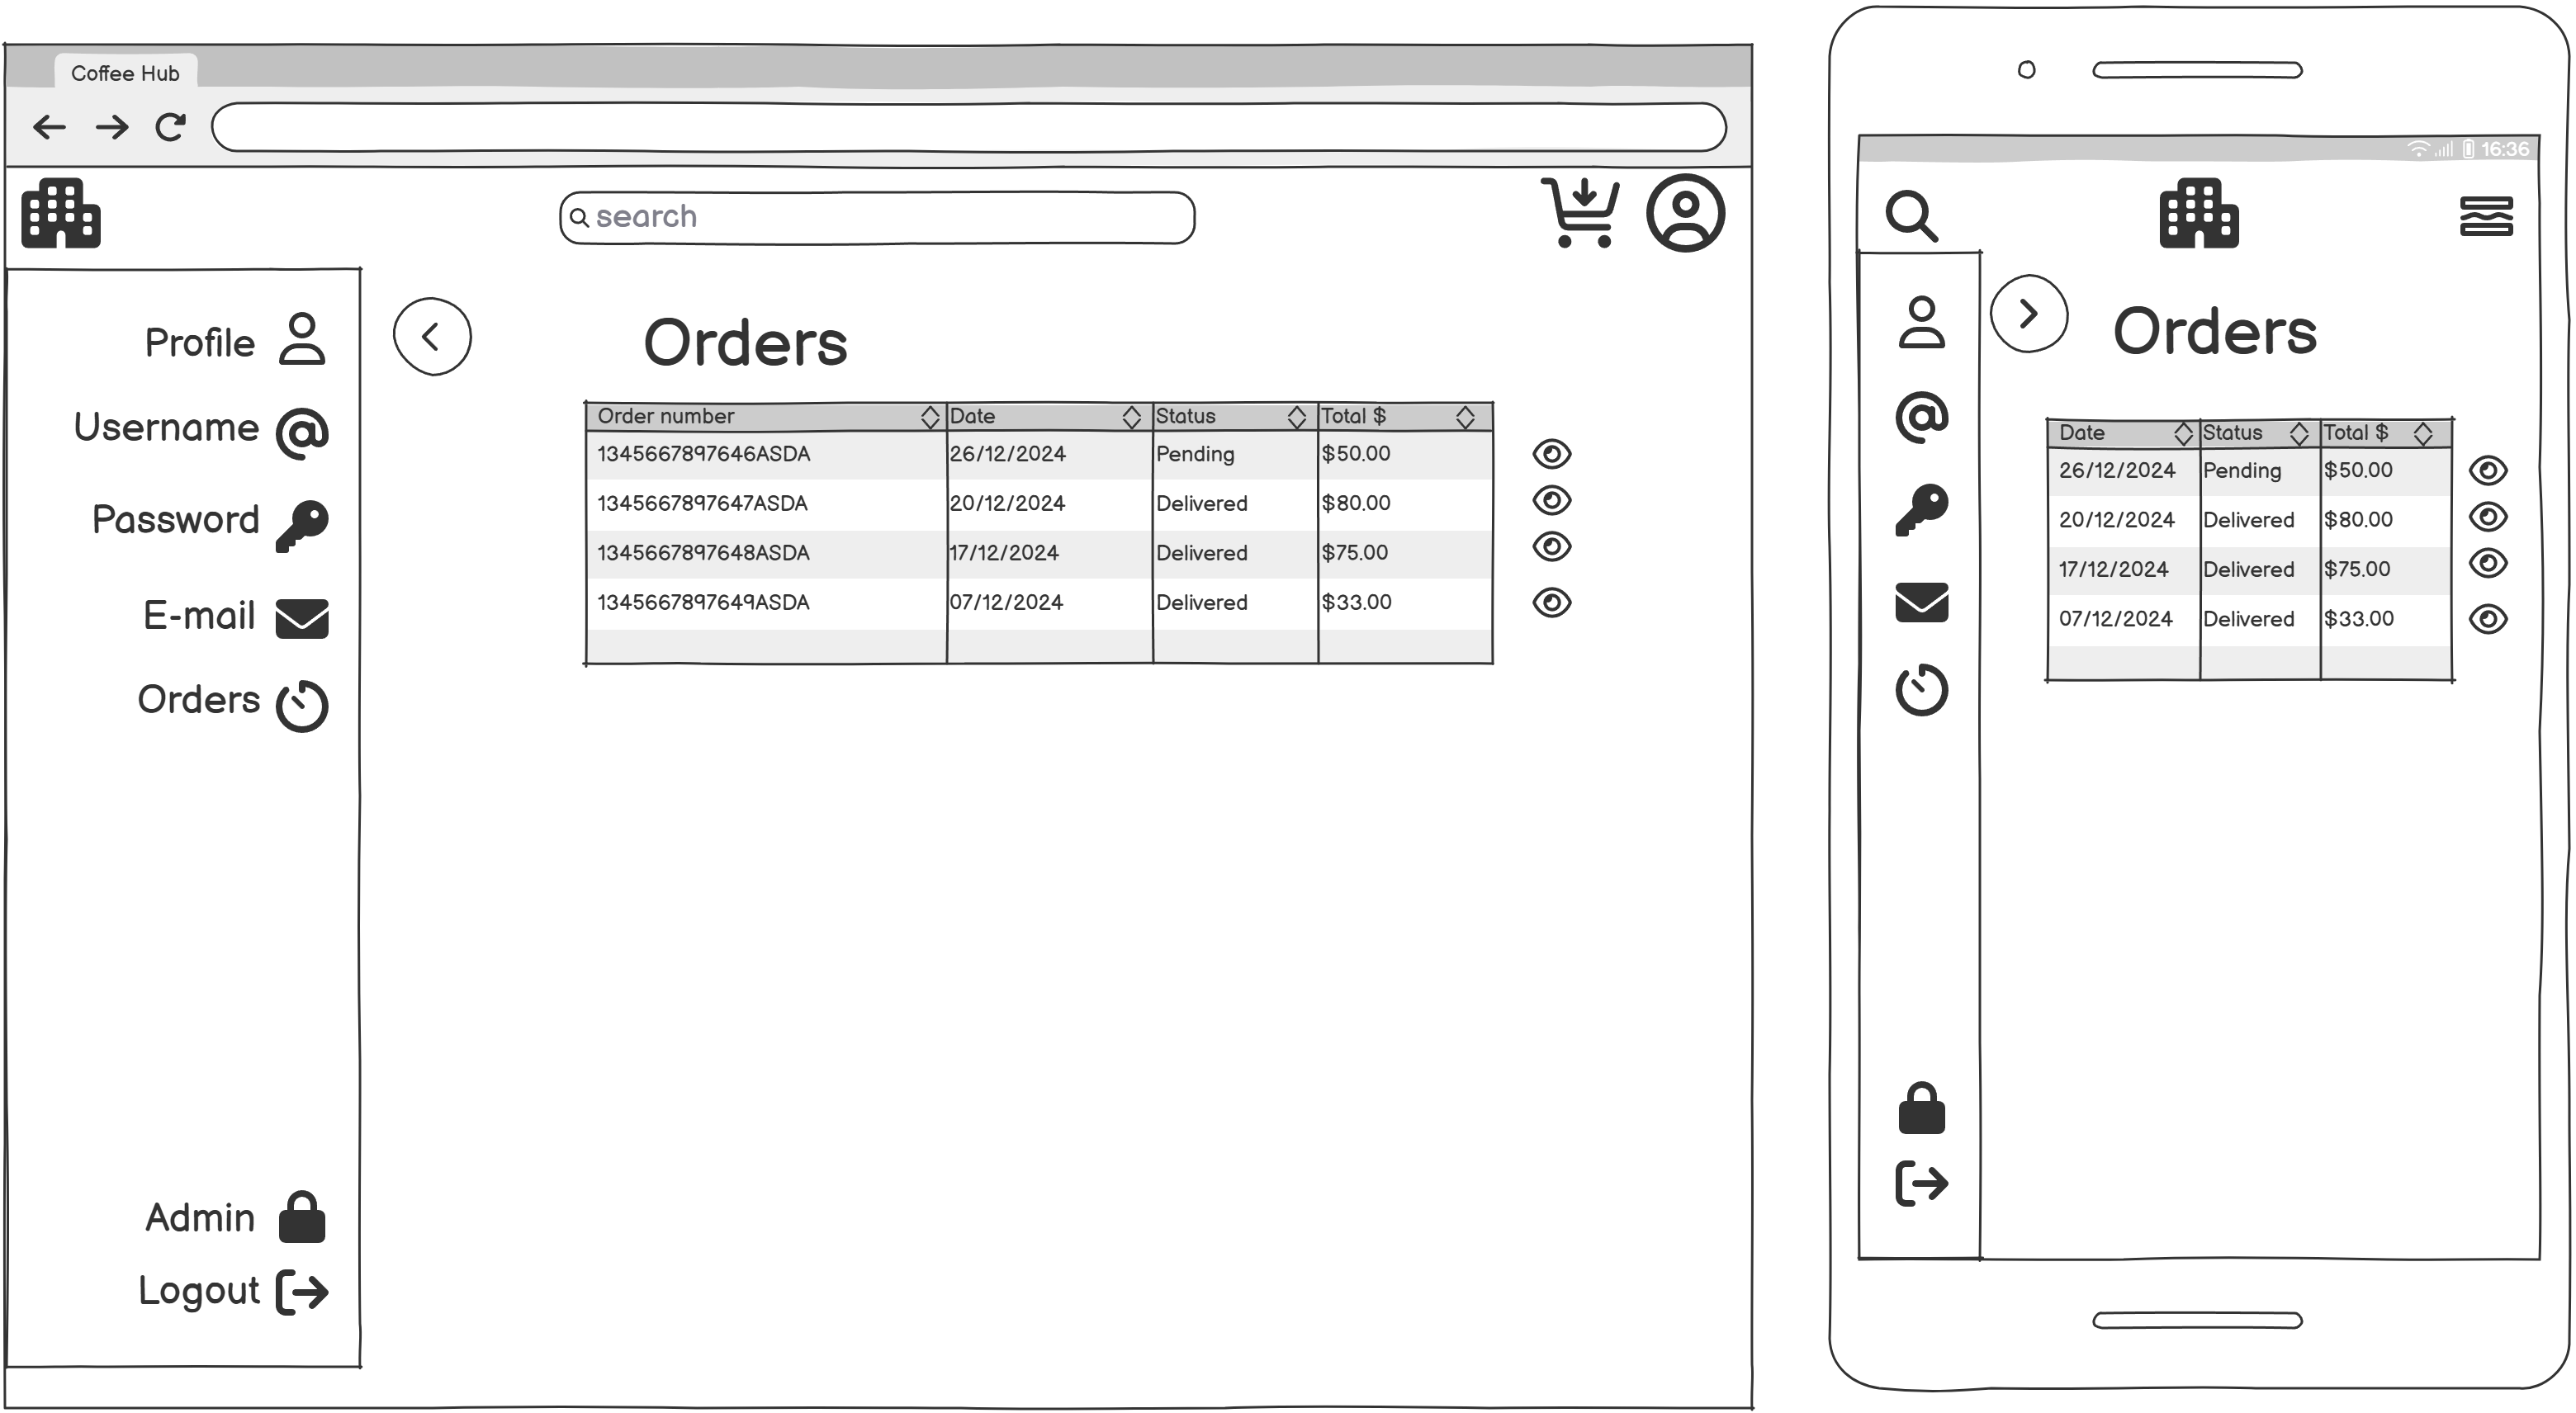 Coffee Hub
search
Profile
Username
Password
E-mail
Orders
Admin
Logout
Orders
Order number Date Status Total $
1345667897646ASDA 26/12/2024 Pending $50.00
1345667897647ASDA 20/12/2024 Delivered $80.00
1345667897648ASDA 17/12/2024 Delivered $75.00
1345667897649ASDA 07/12/2024 Delivered $33.00
16:36
Orders
Date Status Total $
26/12/2024 Pending $50.00
20/12/2024 Delivered $80.00
17/12/2024 Delivered $75.00
07/12/2024 Delivered $33.00